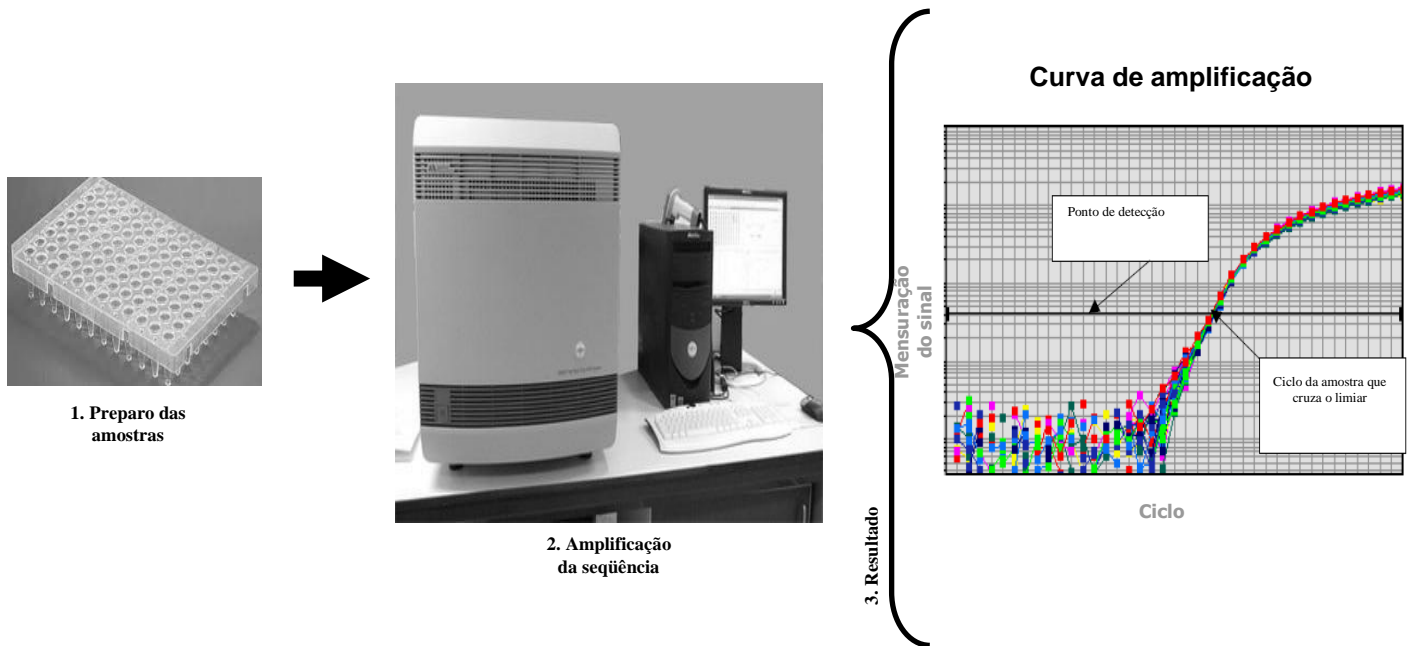 1. Preparo das
amostras
2. Amplificação
da seqüência
3. Resultado
Curva de amplificação
Mensuração
do sinal
Ponto de detecção
Ciclo da amostra que
cruza o limiar
Ciclo